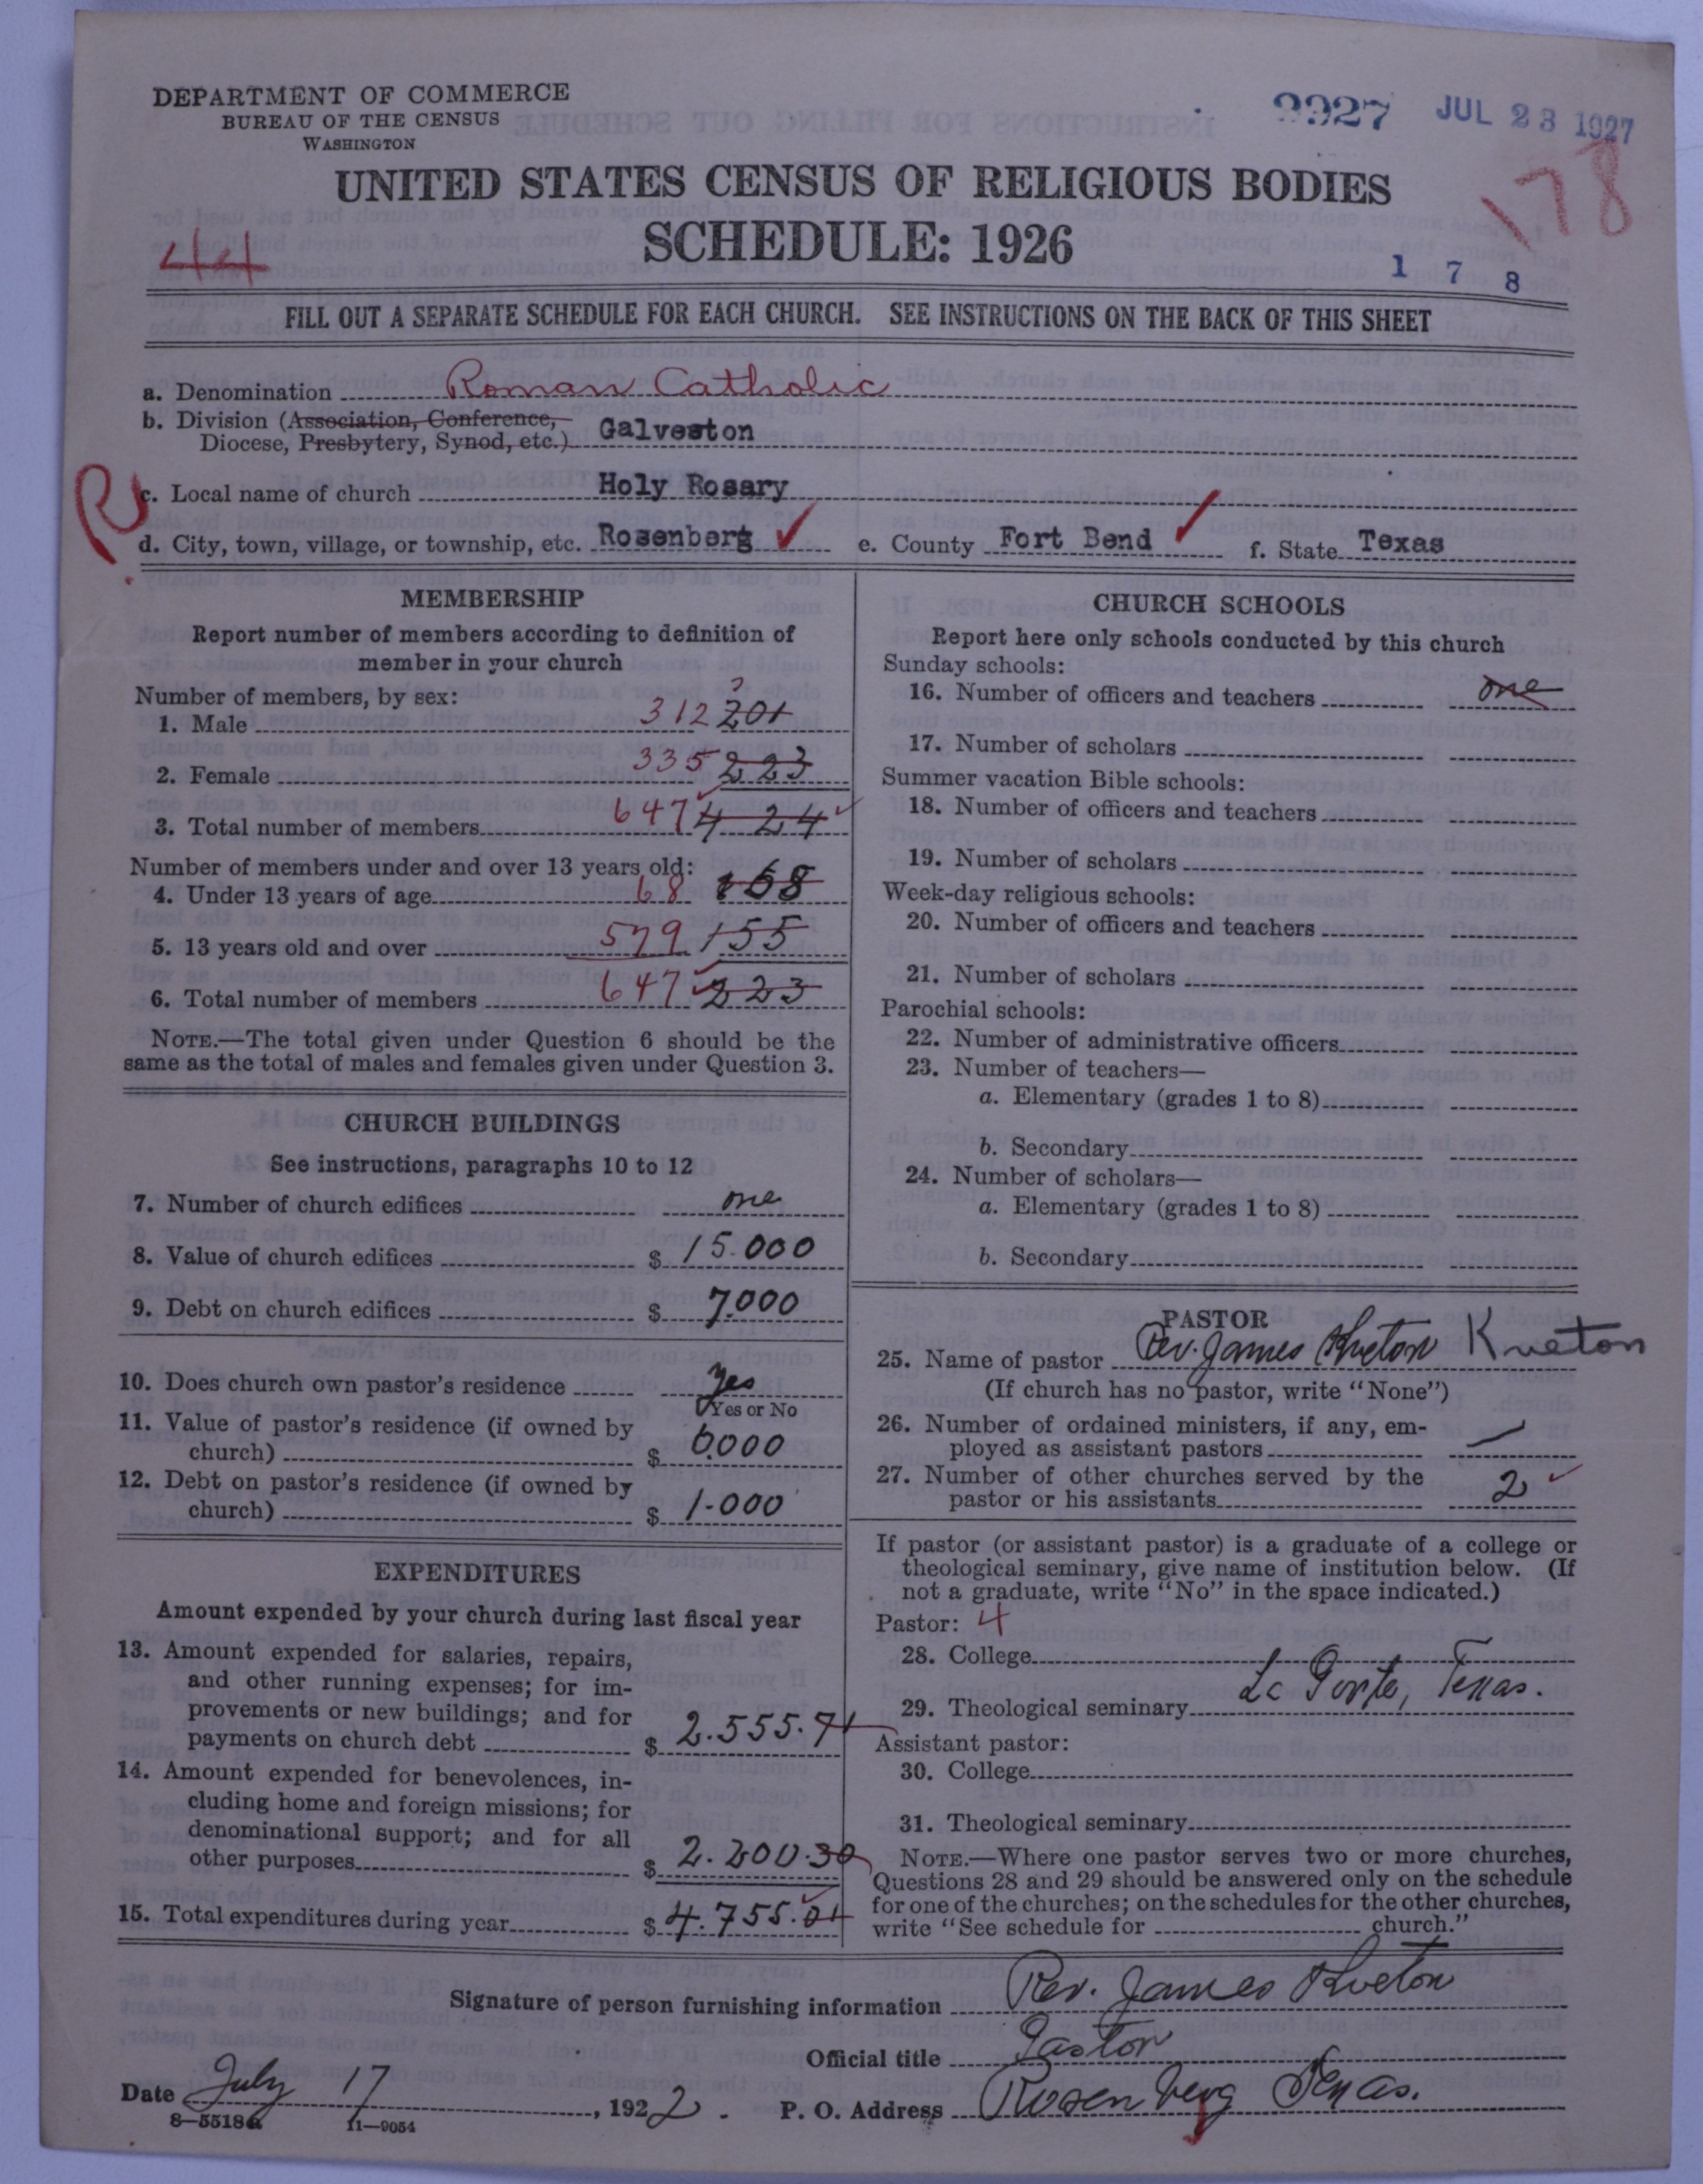 DEPARTMENT OF COMMERCE
BUREAU OF THE CENSUS
WASHINGTON
9927 JUL 23 1927
UNITED STATES CENSUS OF RELIGIOUS BODIES
178
SCHEDULE: 1926
44
1 7 8
FILL OUT A SEPARATE SCHEDULE FOR EACH CHURCH. SEE INSTRUCTIONS ON THE BACK OF THIS SHEET
a. Denomination Roman Catholic
b. Division (Association, Conference,
Diocese, Presbytery, Synod, etc.) Galveston
R
c. Local name of church Holy Rosary
d. City, town, village, or township, etc. Rosenberg ✓ e. County Fort Bend ✓ f. State Texas
MEMBERSHIP
Report number of members according to definition of
member in your church
Number of members, by sex:
1. Male 312 201
2. Female 335 223
3. Total number of members 647 424
Number of members under and over 13 years old:
4. Under 13 years of age 68 168
5. 13 years old and over 579 155
6. Total number of members 647 223
NOTE.—The total given under Question 6 should be the
same as the total of males and females given under Question 3.
CHURCH BUILDINGS
See instructions, paragraphs 10 to 12
7. Number of church edifices one
8. Value of church edifices $ 15.000
9. Debt on church edifices $ 7.000
10. Does church own pastor's residence yes
Yes or No
11. Value of pastor's residence (if owned by
church) $ 6000
12. Debt on pastor's residence (if owned by
church) $ 1.000
EXPENDITURES
Amount expended by your church during last fiscal year
13. Amount expended for salaries, repairs,
and other running expenses; for im-
provements or new buildings; and for
payments on church debt $ 2.555.71
14. Amount expended for benevolences, in-
cluding home and foreign missions; for
denominational support; and for all
other purposes $ 2.200.30
15. Total expenditures during year $ 4.755.01
CHURCH SCHOOLS
Report here only schools conducted by this church
Sunday schools:
16. Number of officers and teachers one
17. Number of scholars
Summer vacation Bible schools:
18. Number of officers and teachers
19. Number of scholars
Week-day religious schools:
20. Number of officers and teachers
21. Number of scholars
Parochial schools:
22. Number of administrative officers
23. Number of teachers—
a. Elementary (grades 1 to 8)
b. Secondary
24. Number of scholars—
a. Elementary (grades 1 to 8)
b. Secondary
PASTOR
25. Name of pastor Rev. James Kveton Kveton
(If church has no pastor, write "None")
26. Number of ordained ministers, if any, em-
ployed as assistant pastors —
27. Number of other churches served by the
pastor or his assistants 2 ✓
If pastor (or assistant pastor) is a graduate of a college or
theological seminary, give name of institution below. (If
not a graduate, write "No" in the space indicated.)
Pastor: 4
28. College
29. Theological seminary La Porte, Texas.
Assistant pastor:
30. College
31. Theological seminary
NOTE.—Where one pastor serves two or more churches,
Questions 28 and 29 should be answered only on the schedule
for one of the churches; on the schedules for the other churches,
write "See schedule for church."
Signature of person furnishing information Rev. James Kveton
Official title Pastor
Date July 17, 1922. P. O. Address Rosenberg Texas.
8-5518a 11-9054